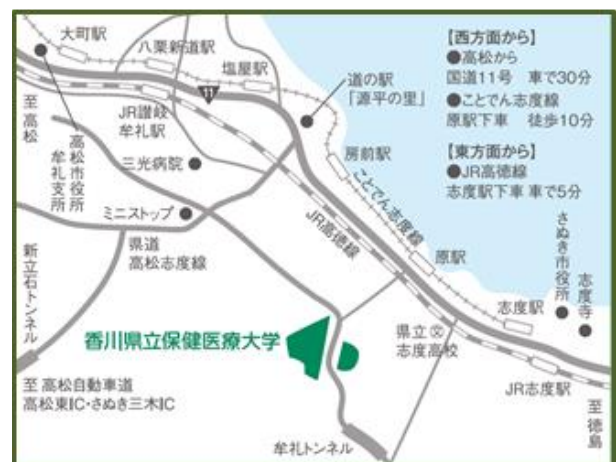 大町駅
八栗新道駅
塩屋駅
道の駅
「源平の里」
【西方面から】
●高松から
国道11号 車で30分
●ことでん志度線
原駅下車 徒歩10分
【東方面から】
●JR高徳線
志度駅下車 車で5分
至高松
高松市役所
牟礼支所
JR讃岐
牟礼駅
11
三光病院
ミニストップ
房前駅
ことでん志度線
JR高徳線
原駅
さぬき市役所
志度寺
新立石トンネル
県道
高松志度線
志度駅
香川県立保健医療大学
県立文
志度高校
JR志度駅
至徳島
至 高松自動車道
高松東IC・さぬき三木IC
牟礼トンネル